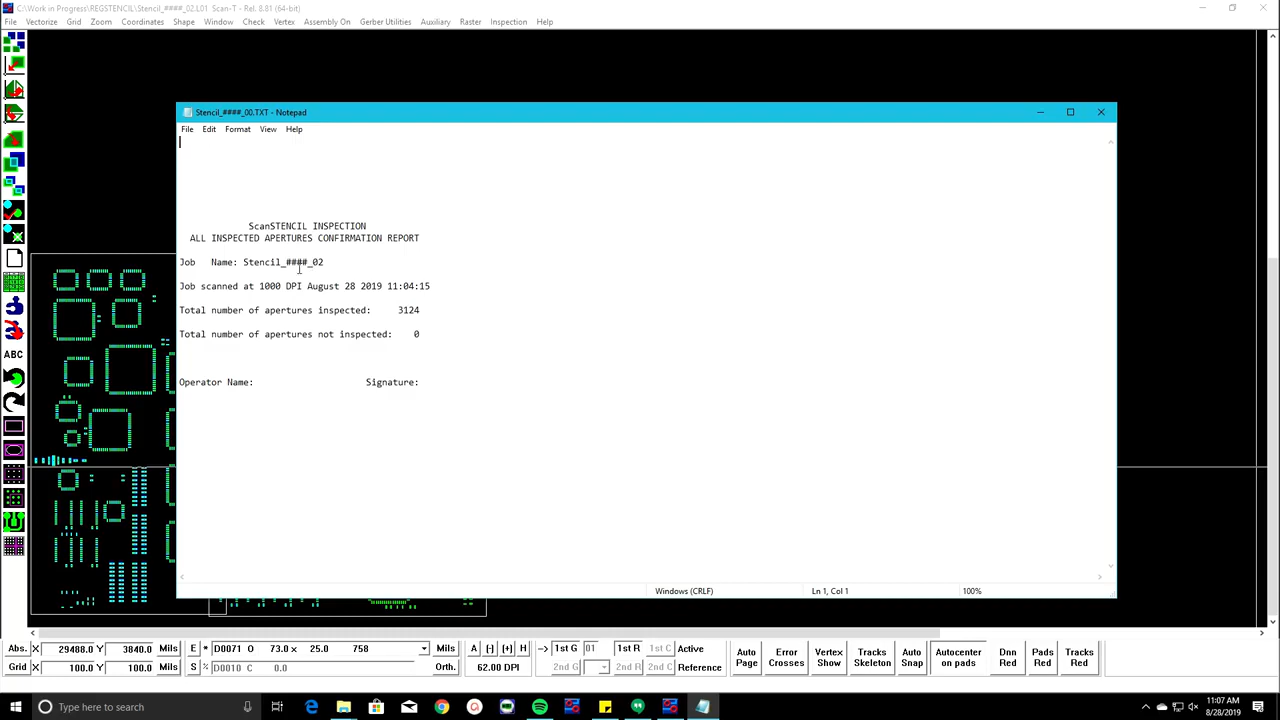 C:\Work in Progress\REGSTENCIL\Stencil_####_02.L01 Scan-T - Rel. 8.81 (64-bit)
File Vectorize Grid Zoom Coordinates Shape Window Check Vertex Assembly On Gerber Utilities Auxiliary Raster Inspection Help
Stencil_####_00.TXT - Notepad
File Edit Format View Help
ScanSTENCIL INSPECTION
ALL INSPECTED APERTURES CONFIRMATION REPORT
Job Name: Stencil_####_02
Job scanned at 1000 DPI August 28 2019 11:04:15
Total number of apertures inspected: 3124
Total number of apertures not inspected: 0
Operator Name: Signature:
ABC
Windows (CRLF) Ln 1, Col 1 100%
Abs. X 29488.0 Y 3840.0 Mils E * D0071 O 73.0 x 25.0 758 Mils A [-] [+] H --> 1st G 01 1st R 1st C Active
Grid X 100.0 Y 100.0 Mils S % D0010 C 0.0 Orth. 62.00 DPI 2nd G 2nd R 2nd C Reference
Auto Page Error Crosses Vertex Show Tracks Skeleton Auto Snap Autocenter on pads Dnn Red Pads Red Tracks Red
Type here to search
11:07 AM
8/28/2019